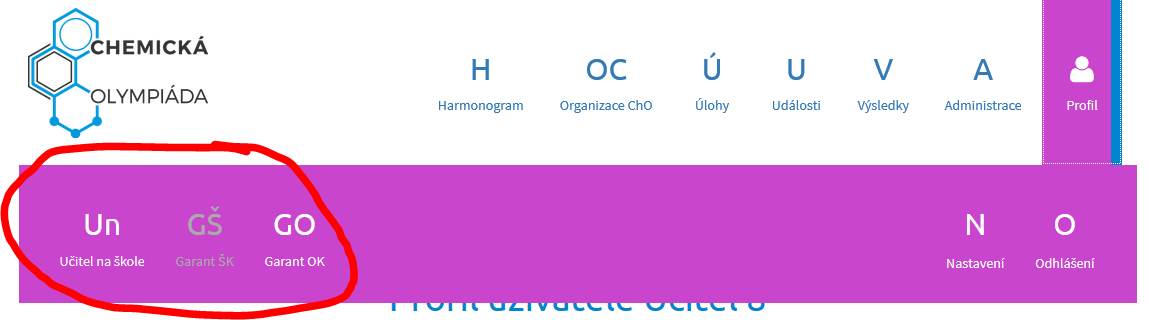 CHEMICKÁ
OLYMPIÁDA
H OC Ú U V A
Harmonogram Organizace ChO Úlohy Události Výsledky Administrace Profil
Un GŠ GO N O
Učitel na škole Garant ŠK Garant OK Nastavení Odhlášení